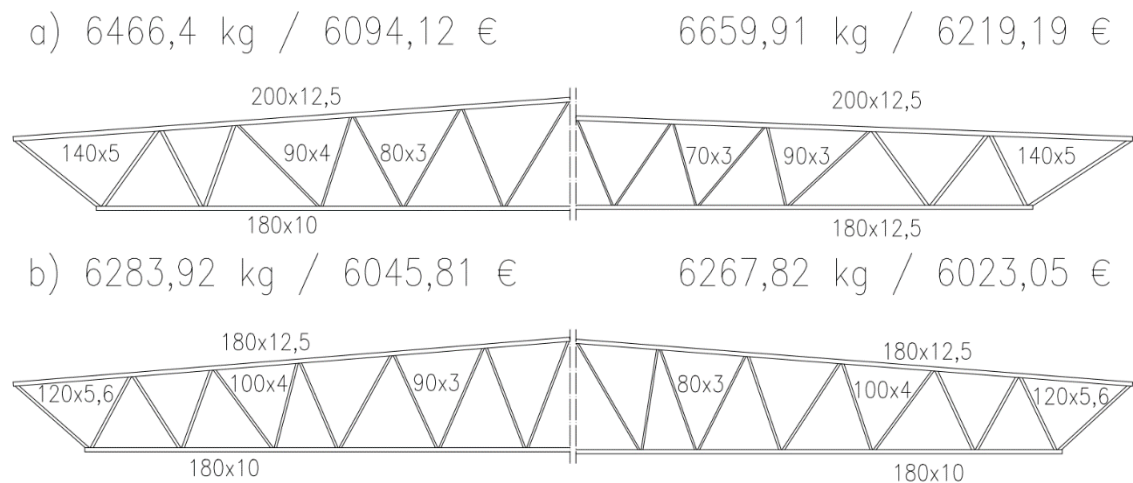 a) 6466,4 kg / 6094,12 € 6659,91 kg / 6219,19 €
200x12,5 200x12,5
140x5 90x4 80x3 70x3 90x3 140x5
180x10 180x12,5
b) 6283,92 kg / 6045,81 € 6267,82 kg / 6023,05 €
180x12,5 180x12,5
120x5,6 100x4 90x3 80x3 100x4 120x5,6
180x10 180x10